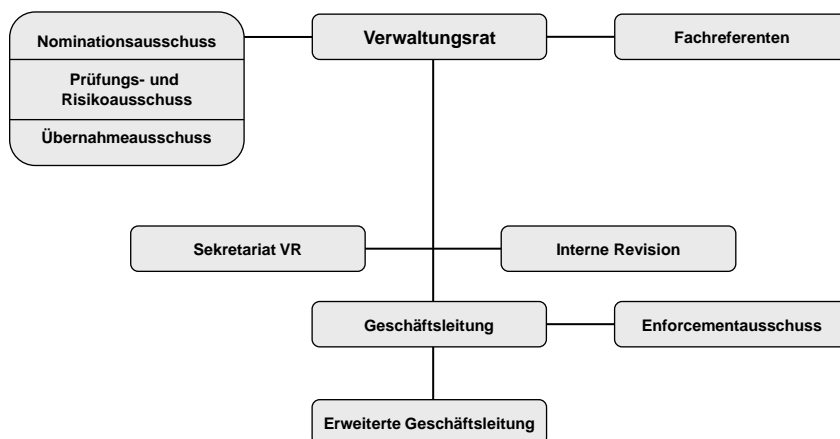 Nominationsausschuss
Verwaltungsrat
Fachreferenten
Prüfungs- und
Risikoausschuss
Übernahmeausschuss
Sekretariat VR
Interne Revision
Geschäftsleitung
Enforcementausschuss
Erweiterte Geschäftsleitung